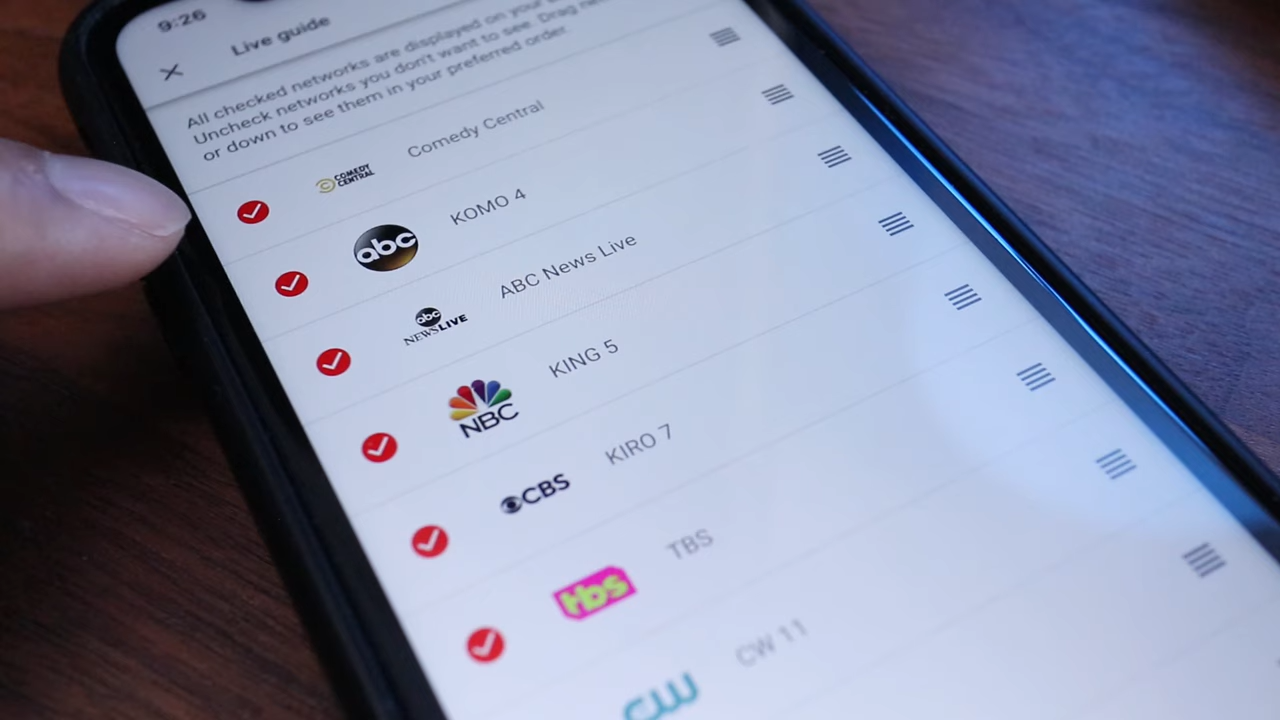 9:26
Live guide
All checked networks are displayed on your
Uncheck networks you don't want to see. Drag
or down to see them in your preferred order.
COMEDY CENTRAL
Comedy Central
abc
KOMO 4
abc NEWS LIVE
ABC News Live
NBC
KING 5
CBS
KIRO 7
tbs
TBS
CW
CW 11